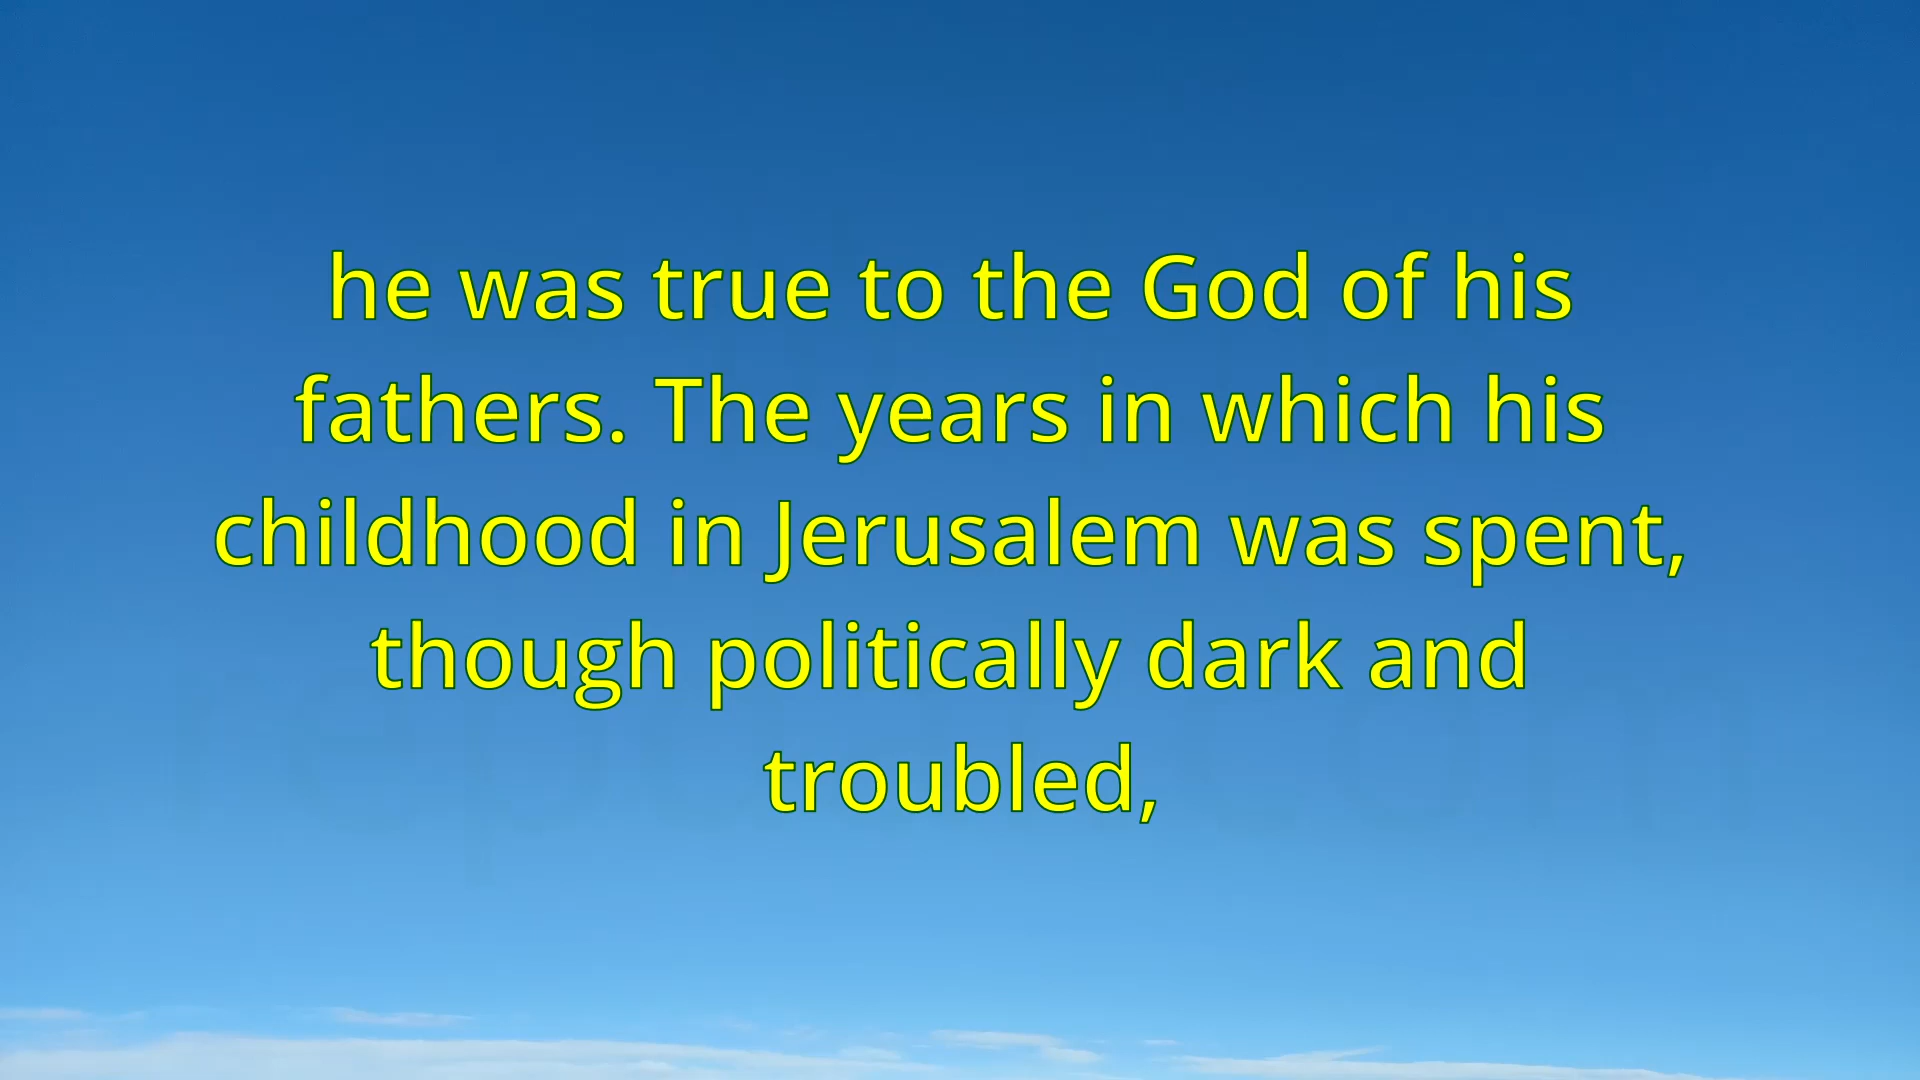 he was true to the God of his
fathers. The years in which his
childhood in Jerusalem was spent,
though politically dark and
troubled,